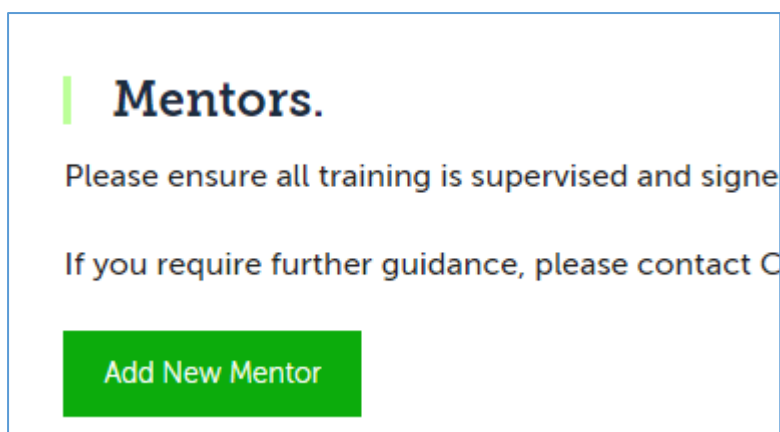 Mentors.
Please ensure all training is supervised and signe
If you require further guidance, please contact C
Add New Mentor